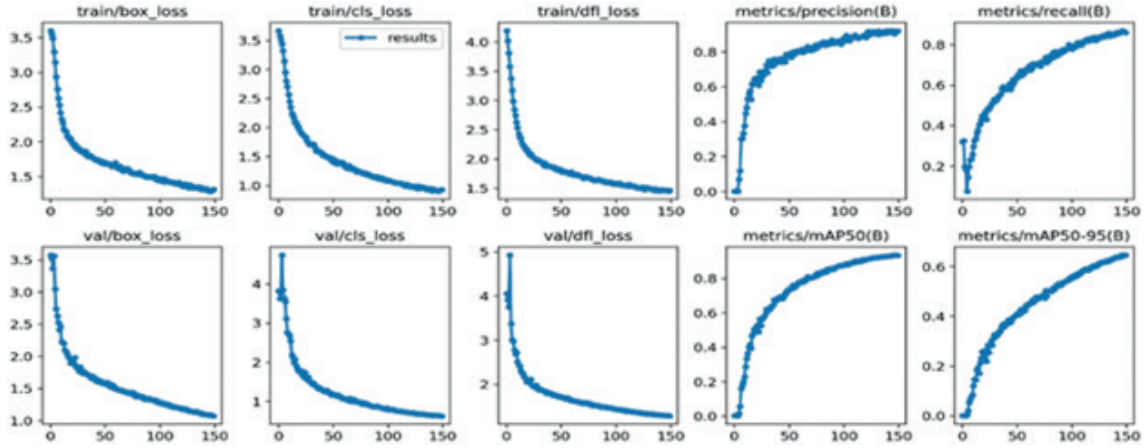 train/box_loss train/cls_loss train/dfl_loss metrics/precision(B) metrics/recall(B)
results
3.5 3.0 2.5 2.0 1.5
3.5 3.0 2.5 2.0 1.5 1.0
4.0 3.5 3.0 2.5 2.0 1.5
0.8 0.6 0.4 0.2 0.0
0.8 0.6 0.4 0.2
0 50 100 150 0 50 100 150 0 50 100 150 0 50 100 150 0 50 100 150
val/box_loss val/cls_loss val/dfl_loss metrics/mAP50(B) metrics/mAP50-95(B)
3.5 3.0 2.5 2.0 1.5 1.0
4 3 2 1
5 4 3 2
0.8 0.6 0.4 0.2 0.0
0.6 0.4 0.2 0.0
0 50 100 150 0 50 100 150 0 50 100 150 0 50 100 150 0 50 100 150